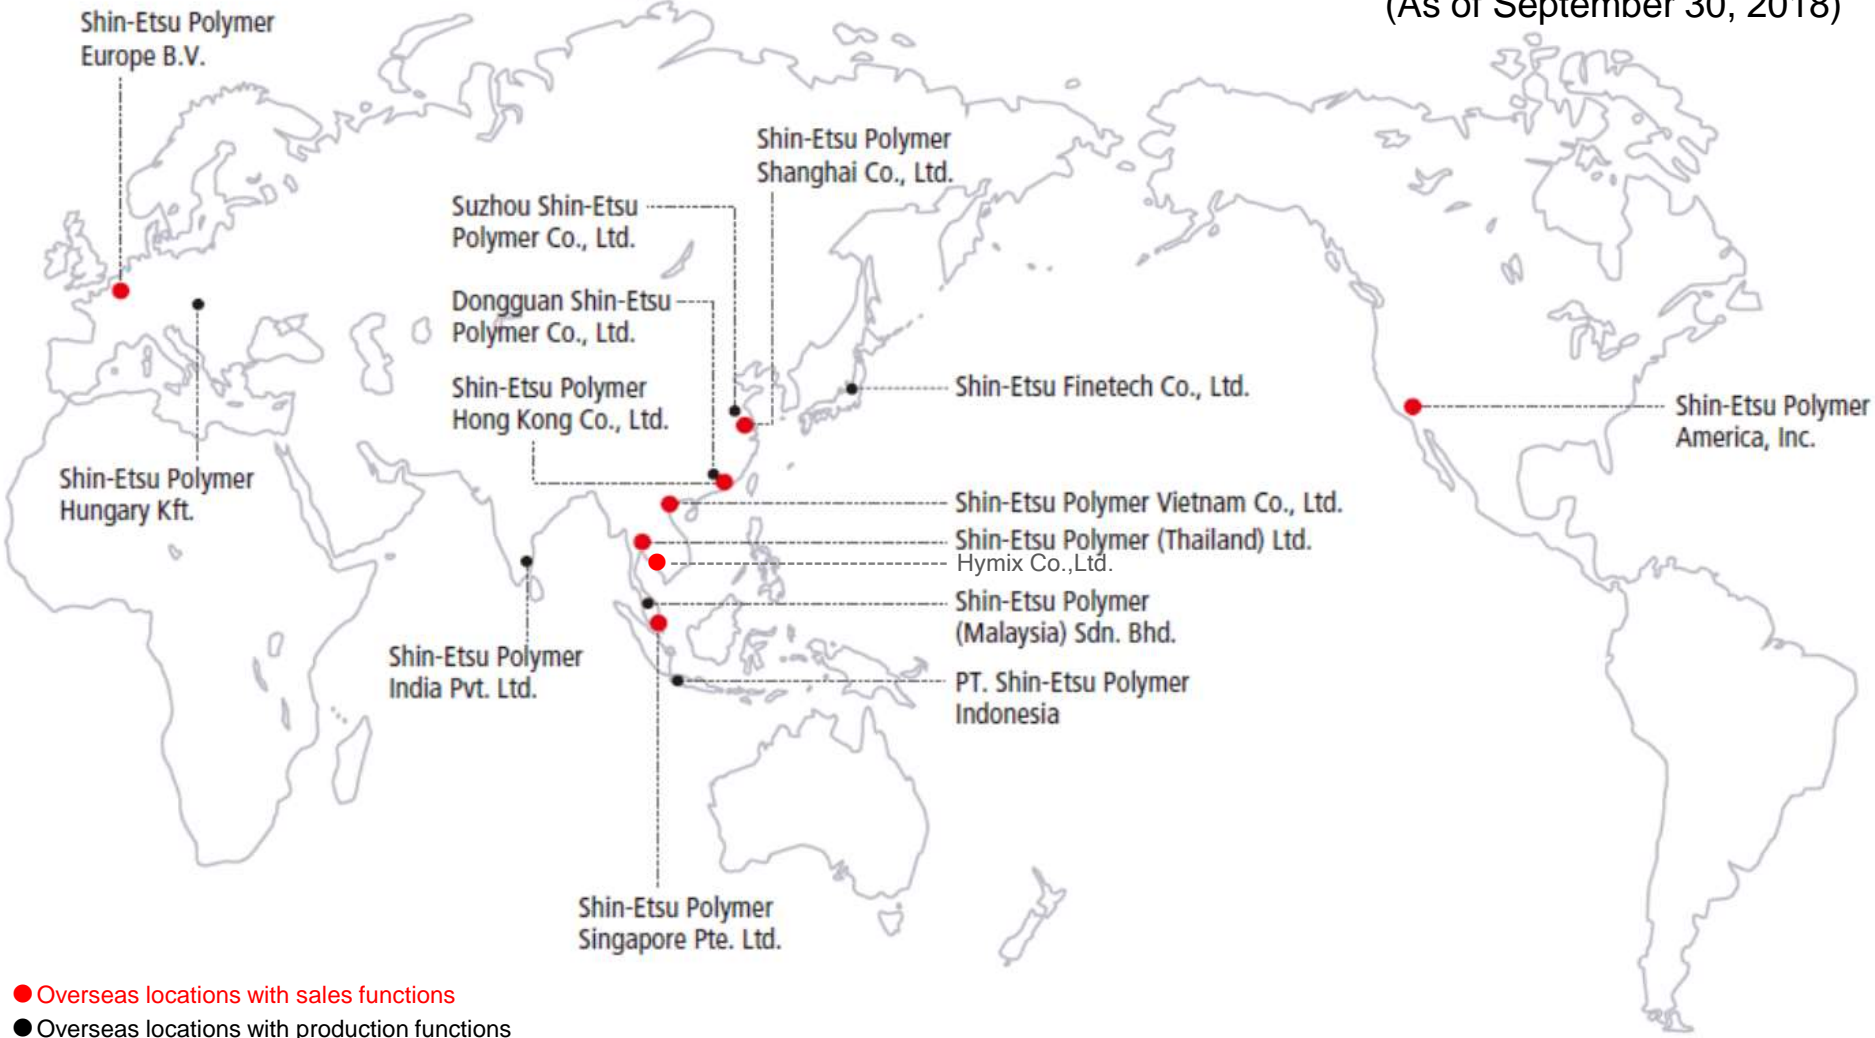 (As of September 30, 2018)
Shin-Etsu Polymer
Europe B.V.
Shin-Etsu Polymer
Shanghai Co., Ltd.
Suzhou Shin-Etsu
Polymer Co., Ltd.
Dongguan Shin-Etsu
Polymer Co., Ltd.
Shin-Etsu Polymer
Hong Kong Co., Ltd.
Shin-Etsu Finetech Co., Ltd.
Shin-Etsu Polymer
America, Inc.
Shin-Etsu Polymer
Hungary Kft.
Shin-Etsu Polymer Vietnam Co., Ltd.
Shin-Etsu Polymer (Thailand) Ltd.
Hymix Co.,Ltd.
Shin-Etsu Polymer
(Malaysia) Sdn. Bhd.
Shin-Etsu Polymer
India Pvt. Ltd.
PT. Shin-Etsu Polymer
Indonesia
Shin-Etsu Polymer
Singapore Pte. Ltd.
Overseas locations with sales functions
Overseas locations with production functions